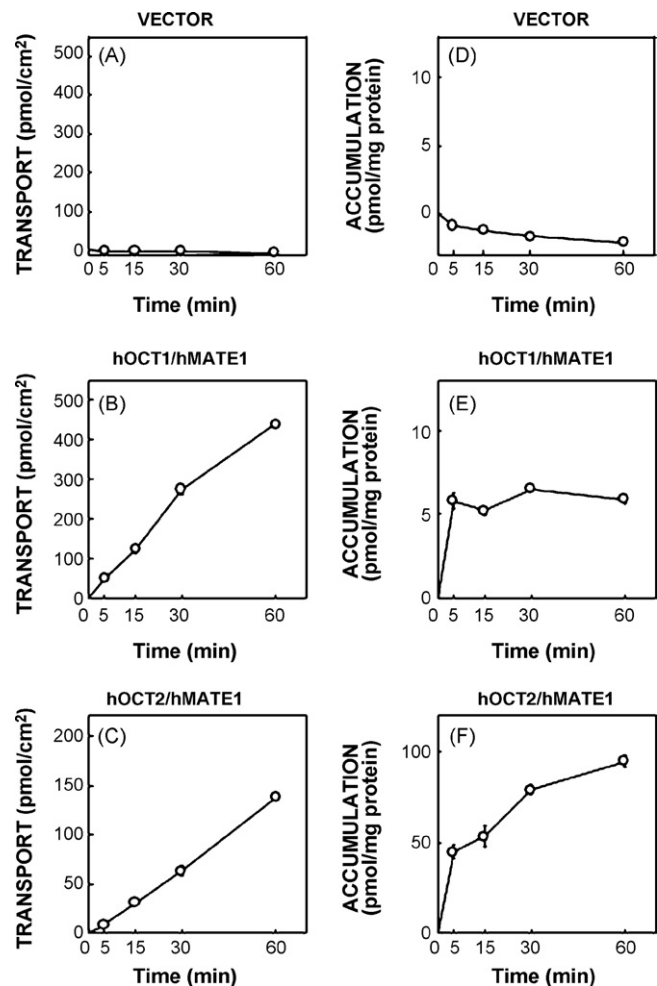 VECTOR
(A)
TRANSPORT (pmol/cm²)
500
400
300
200
100
0
0 5 15 30 60
Time (min)
VECTOR
(D)
ACCUMULATION
(pmol/mg protein)
10
5
0
0 5 15 30 60
Time (min)
hOCT1/hMATE1
(B)
TRANSPORT (pmol/cm²)
500
400
300
200
100
0
0 5 15 30 60
Time (min)
hOCT1/hMATE1
(E)
ACCUMULATION
(pmol/mg protein)
10
5
0
0 5 15 30 60
Time (min)
hOCT2/hMATE1
(C)
TRANSPORT (pmol/cm²)
200
150
100
50
0
0 5 15 30 60
Time (min)
hOCT2/hMATE1
(F)
ACCUMULATION
(pmol/mg protein)
100
50
0
0 5 15 30 60
Time (min)